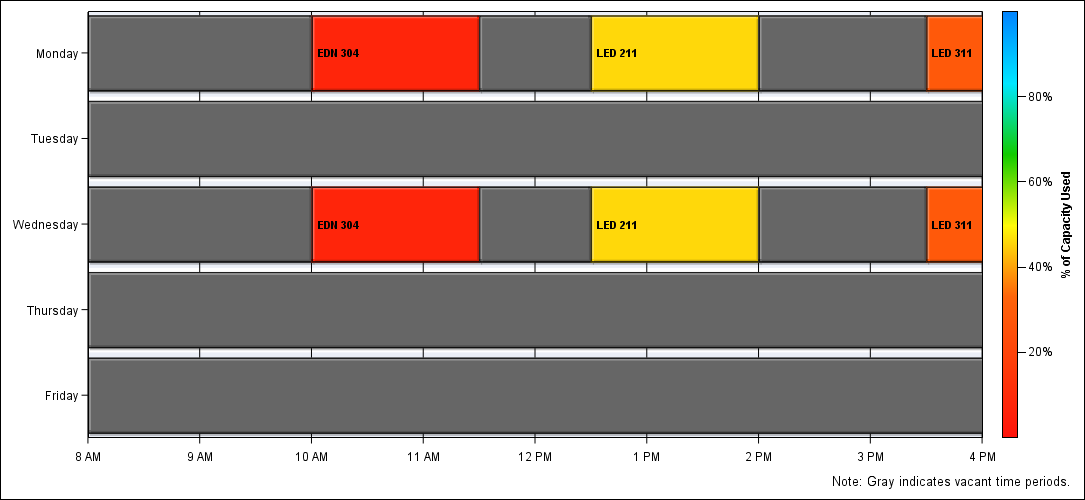 Monday
EDN 304
LED 211
LED 311
Tuesday
Wednesday
EDN 304
LED 211
LED 311
Thursday
Friday
8 AM
9 AM
10 AM
11 AM
12 PM
1 PM
2 PM
3 PM
4 PM
80%
60%
40%
20%
% of Capacity Used
Note: Gray indicates vacant time periods.